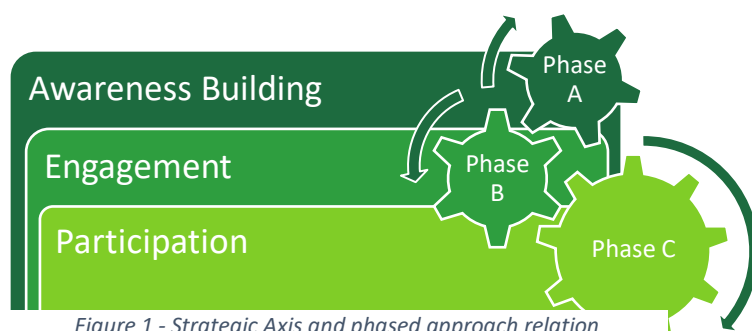 Awareness Building
Phase
A
Engagement
Phase
B
Participation
Phase C
Figure 1 - Strategic Axis and phased approach relation